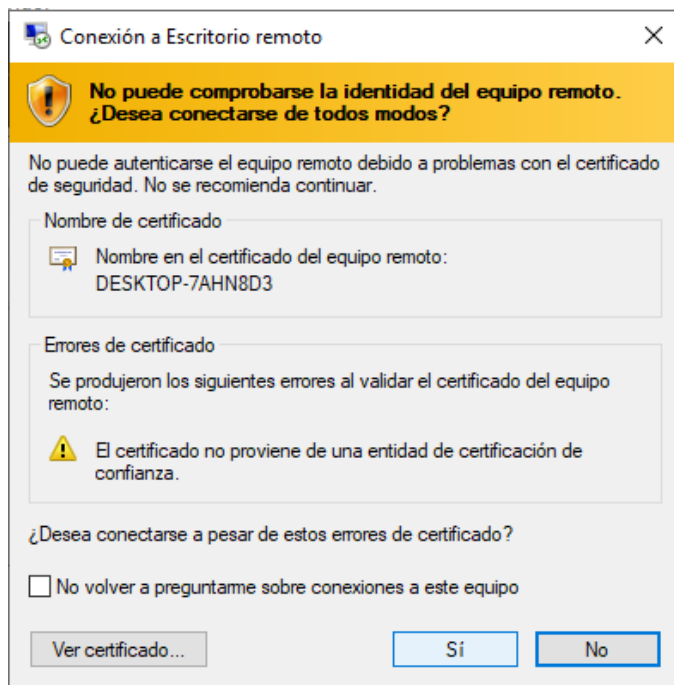 Conexión a Escritorio remoto
No puede comprobarse la identidad del equipo remoto.
¿Desea conectarse de todos modos?
No puede autenticarse el equipo remoto debido a problemas con el certificado
de seguridad. No se recomienda continuar.
Nombre de certificado
Nombre en el certificado del equipo remoto:
DESKTOP-7AHN8D3
Errores de certificado
Se produjeron los siguientes errores al validar el certificado del equipo
remoto:
El certificado no proviene de una entidad de certificación de
confianza.
¿Desea conectarse a pesar de estos errores de certificado?
No volver a preguntarme sobre conexiones a este equipo
Ver certificado... Sí No